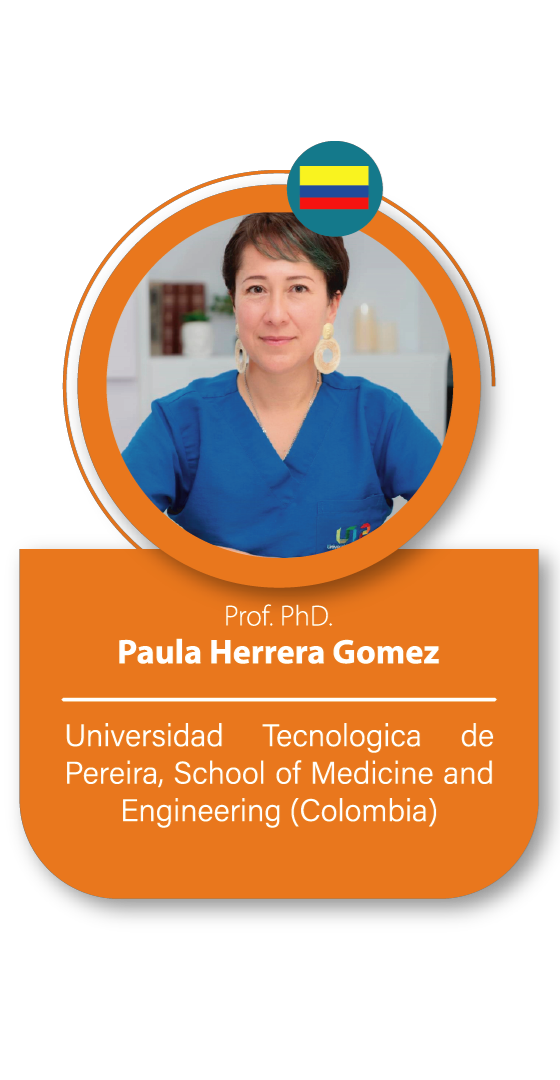 Prof. PhD.
Paula Herrera Gomez
Universidad Tecnologica de
Pereira, School of Medicine and
Engineering (Colombia)